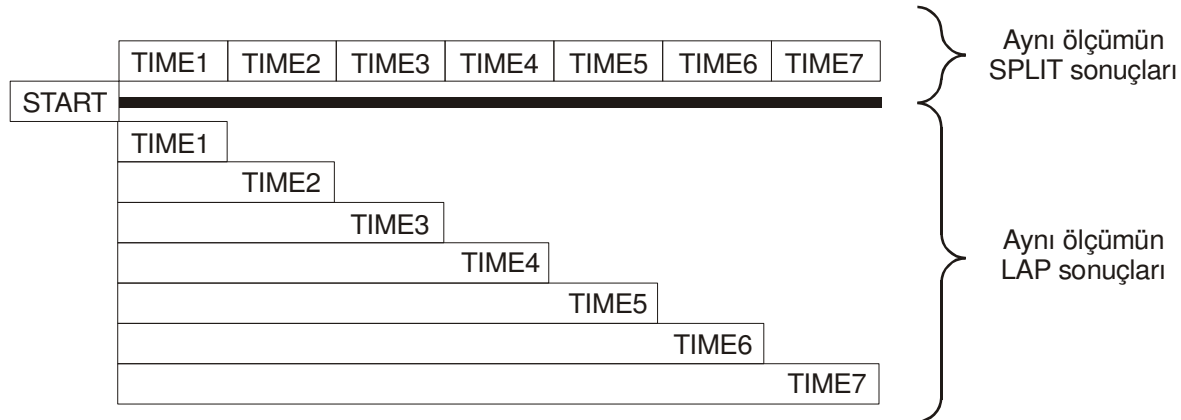 TIME1 TIME2 TIME3 TIME4 TIME5 TIME6 TIME7
Aynı ölçümün
SPLIT sonuçları
START
TIME1
TIME2
TIME3
TIME4
TIME5
TIME6
TIME7
Aynı ölçümün
LAP sonuçları